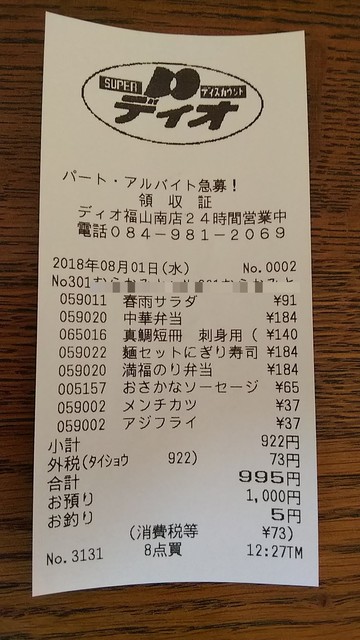 SUPER ディスカウント
ディオ
パート・アルバイト急募!
領収証
ディオ福山南店24時間営業中
電話084-981-2069
2018年08月01日(水) No.0002
No301
059011 春雨サラダ ¥91
059020 中華弁当 ¥184
065016 真鯛短冊 刺身用( ¥140
059022 麺セットにぎり寿司 ¥184
059020 満福のり弁当 ¥184
005157 おさかなソーセージ ¥65
059002 メンチカツ ¥37
059002 アジフライ ¥37
小計 922円
外税(タイショウ 922) 73円
合計 995円
お預り 1,000円
お釣り 5円
(消費税等 ¥73)
No.3131 8点買 12:27TM